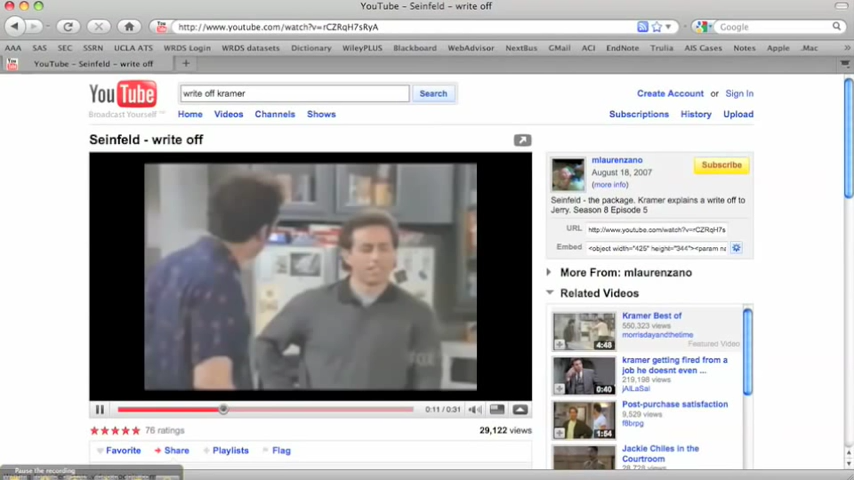 YouTube - Seinfeld - write off
http://www.youtube.com/watch?v=rCZRqH7sRyA
Google
AAA SAS SEC SSRN UCLA ATS WRDS Login WRDS datasets Dictionary WileyPLUS Blackboard WebAdvisor NextBus GMail ACI EndNote Trulia AIS Cases Notes Apple .Mac
YouTube - Seinfeld - write off
YouTube
Broadcast Yourself™
write off kramer
Search
Create Account or Sign In
Home Videos Channels Shows
Subscriptions History Upload
Seinfeld - write off
mlaurenzano
August 18, 2007
(more info)
Subscribe
Seinfeld - the package. Kramer explains a write off to
Jerry. Season 8 Episode 5
URL http://www.youtube.com/watch?v=rCZRqH7s
Embed <object width="425" height="344"><param na
More From: mlaurenzano
Related Videos
Kramer Best of
550,323 views
morrisdayandthetime
Featured Video
4:48
kramer getting fired from a
job he doesnt even ...
219,198 views
jAlLaSal
0:40
Post-purchase satisfaction
9,529 views
f8brpg
1:54
Jackie Chiles in the
Courtroom
FOX
0:11 / 0:31
76 ratings
29,122 views
Favorite Share Playlists Flag
Pause the recording